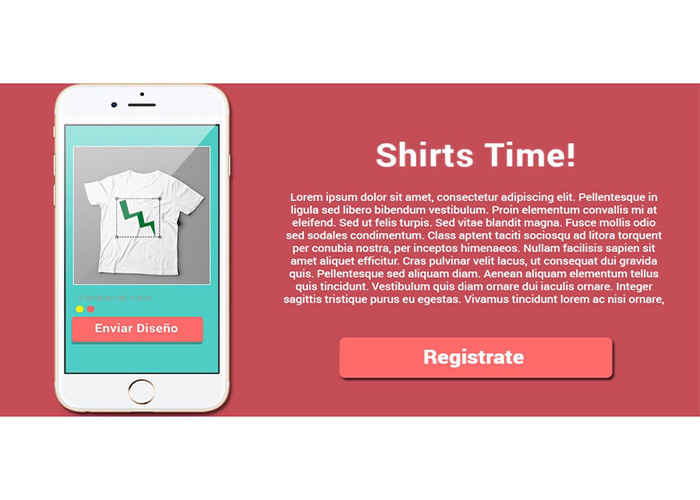 Shirts Time!
Lorem ipsum dolor sit amet, consectetur adipiscing elit. Pellentesque in
ligula sed libero bibendum vestibulum. Proin elementum convallis mi at
eleifend. Sed ut felis turpis. Sed vitae blandit magna. Fusce mollis odio
sed sodales condimentum. Class aptent taciti sociosqu ad litora torquent
per conubia nostra, per inceptos himenaeos. Nullam facilisis sapien sit
amet aliquet efficitur. Cras pulvinar velit lacus, ut consequat dui gravida
quis. Pellentesque sed aliquam diam. Aenean aliquam elementum tellus
quis tincidunt. Vestibulum quis diam ornare dui iaculis ornare. Integer
sagittis tristique purus eu egestas. Vivamus tincidunt lorem ac nisi ornare,
Registrate
de color
Enviar Diseño